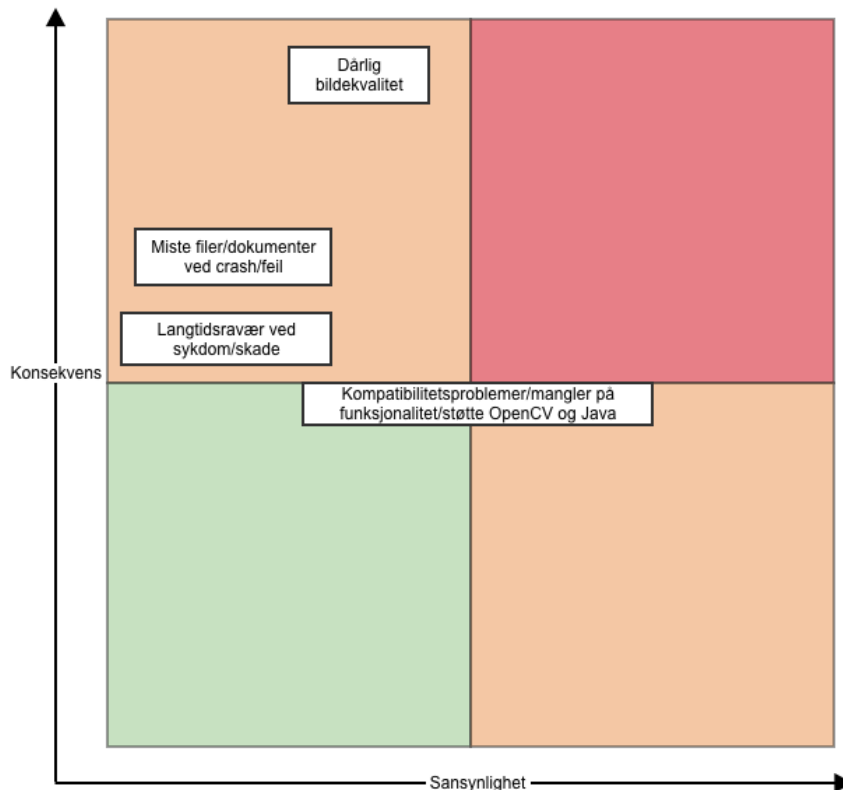 Dårlig
bildekvalitet
Miste filer/dokumenter
ved crash/feil
Langtidsravær ved
sykdom/skade
Konsekvens
Kompatibilitetsproblemer/mangler på
funksjonalitet/støtte OpenCV og Java
Sansynlighet